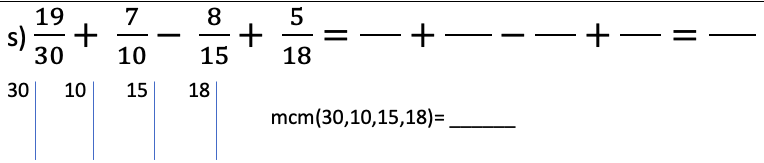 s) 19/30 + 7/10 − 8/15 + 5/18 = — + — − — + — = —
30 10 15 18
mcm(30,10,15,18)= ______